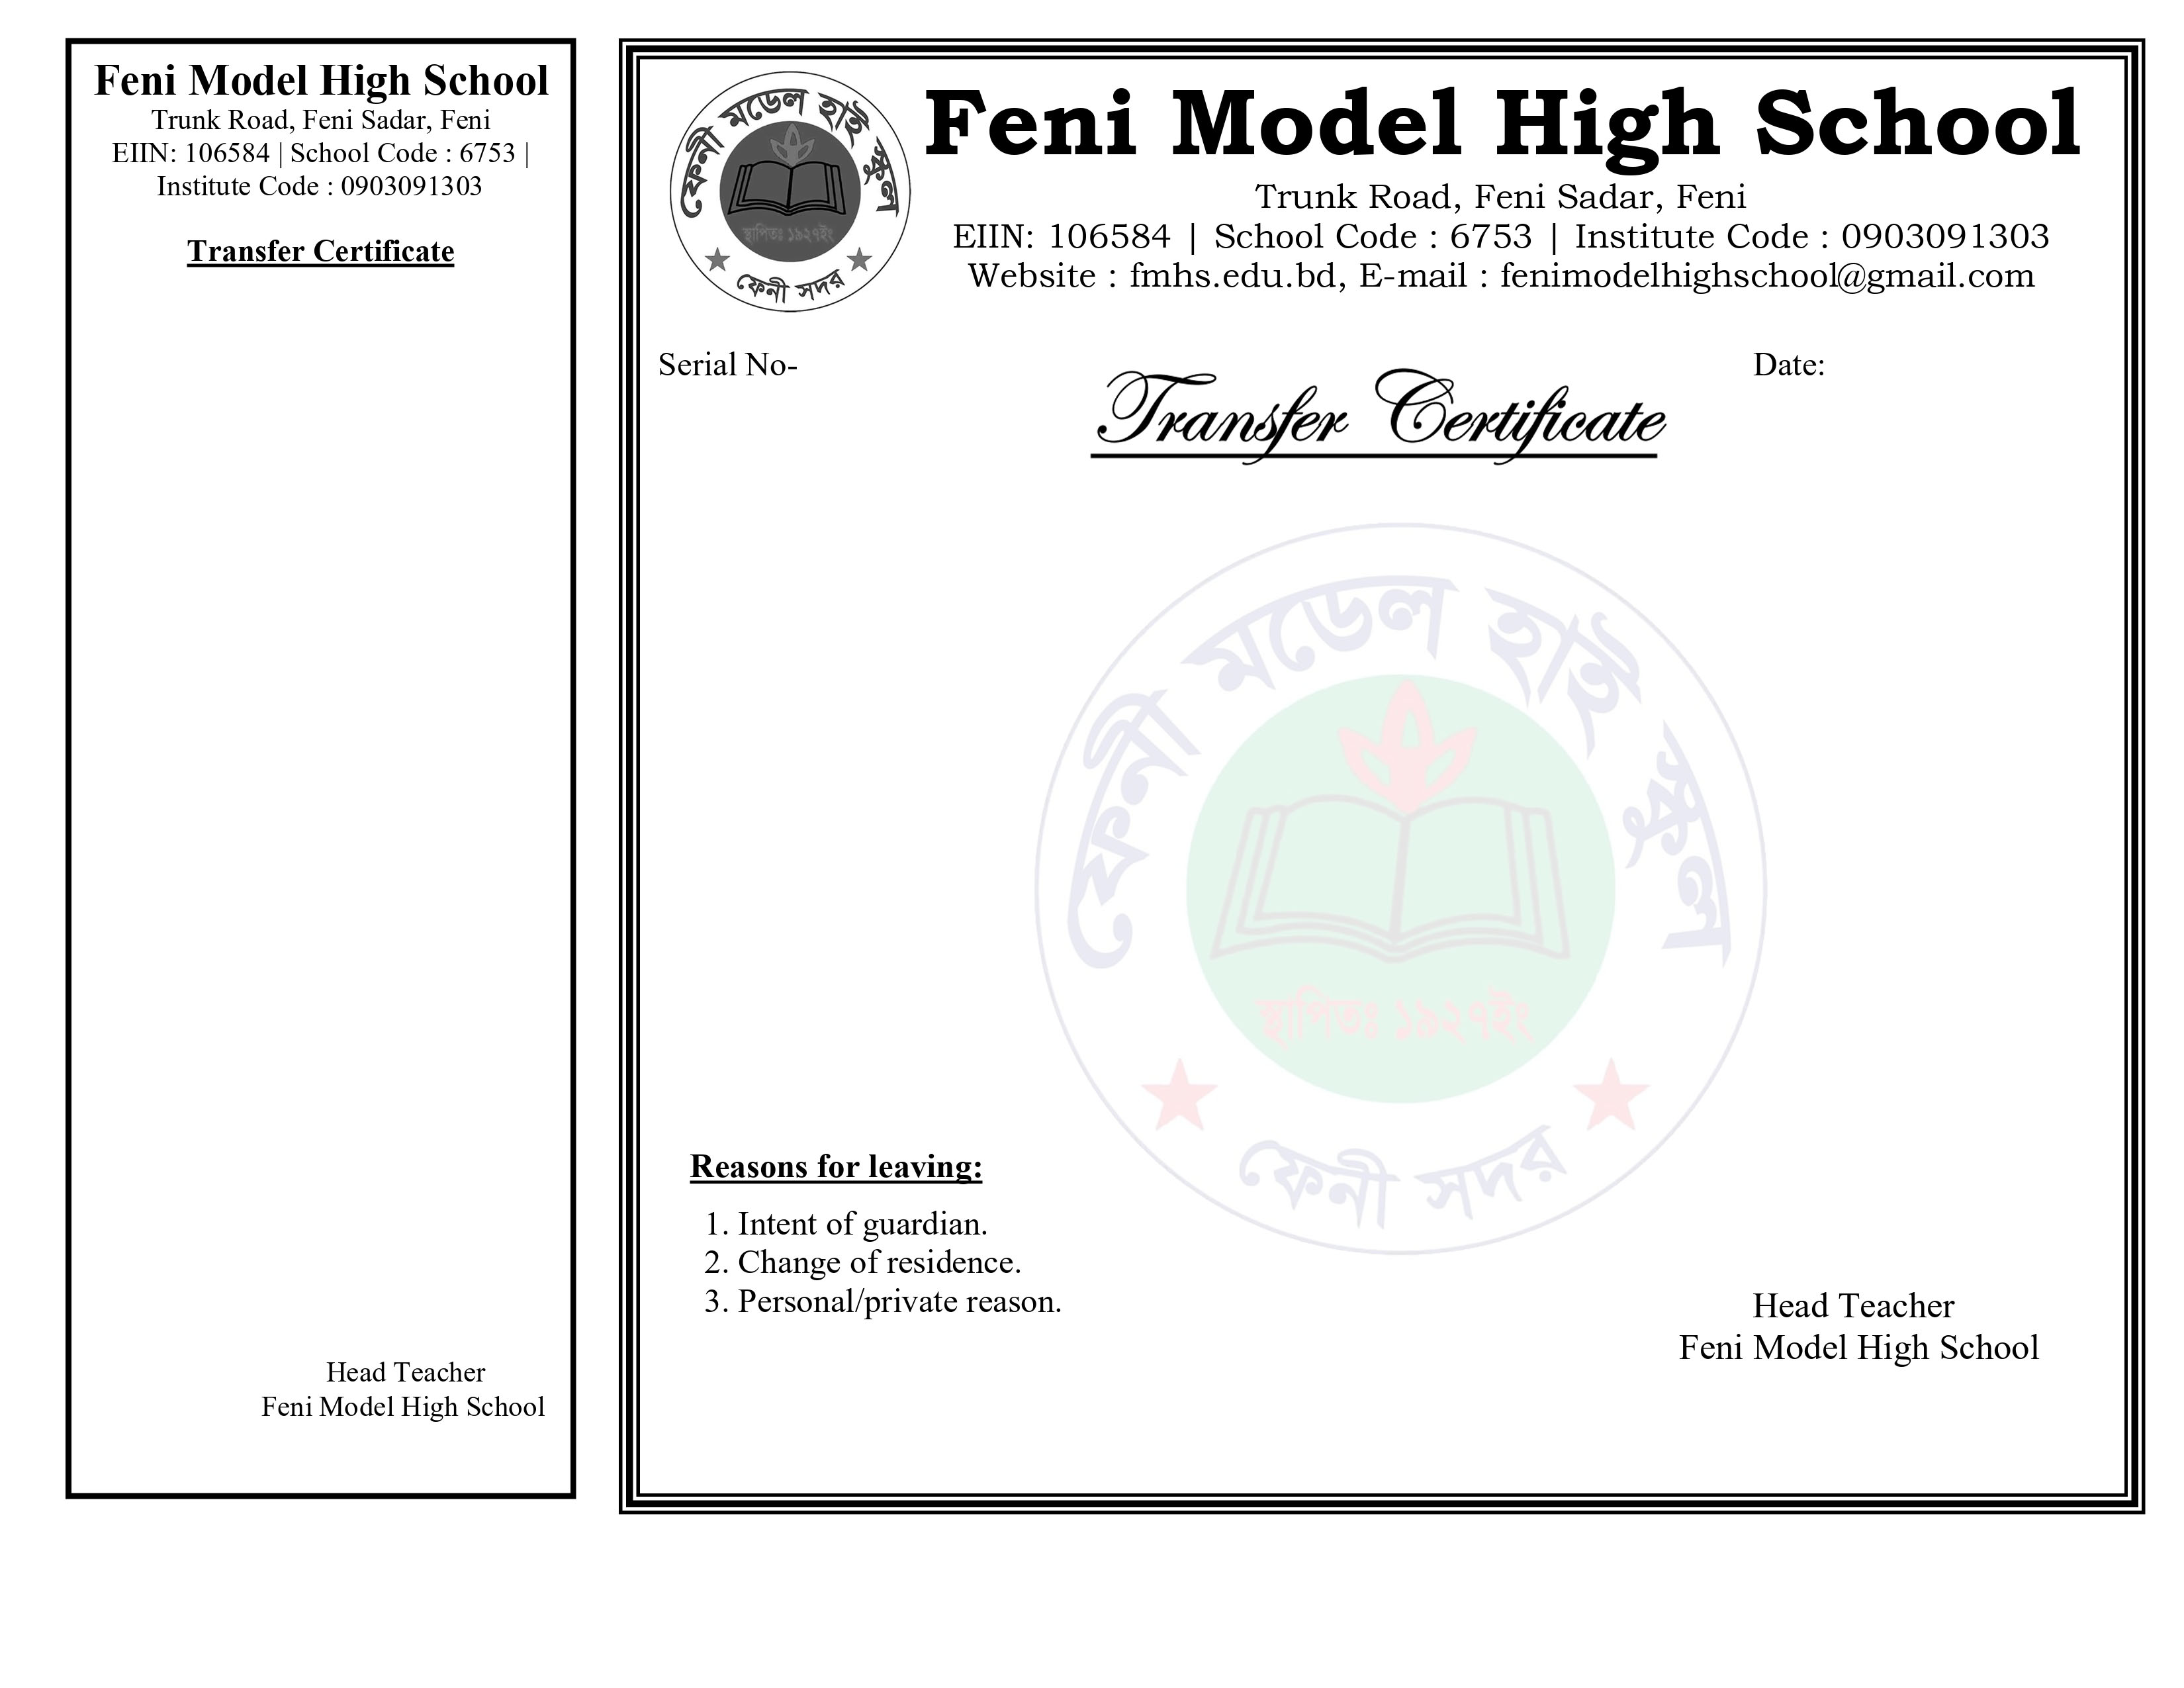 Feni Model High School
Trunk Road, Feni Sadar, Feni
EIIN: 106584 | School Code : 6753 |
Institute Code : 0903091303
Transfer Certificate
Head Teacher
Feni Model High School
ফেনী মডেল হাই স্কুল
স্থাপিতঃ ১৯২৭ইং
ফেনী সদর
Feni Model High School
Trunk Road, Feni Sadar, Feni
EIIN: 106584 | School Code : 6753 | Institute Code : 0903091303
Website : fmhs.edu.bd, E-mail : fenimodelhighschool@gmail.com
Serial No-
Date:
Transfer Certificate
ফেনী মডেল হাই স্কুল
স্থাপিতঃ ১৯২৭ইং
ফেনী সদর
Reasons for leaving:
1. Intent of guardian.
2. Change of residence.
3. Personal/private reason.
Head Teacher
Feni Model High School